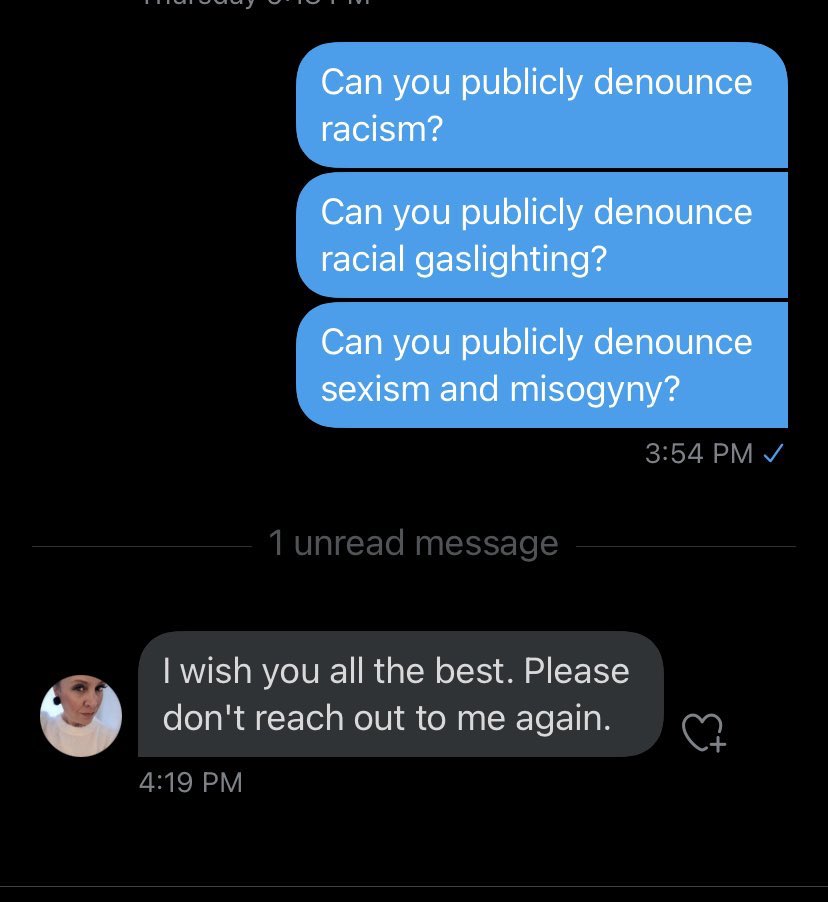 Can you publicly denounce
racism?
Can you publicly denounce
racial gaslighting?
Can you publicly denounce
sexism and misogyny?
3:54 PM
1 unread message
I wish you all the best. Please
don't reach out to me again.
4:19 PM